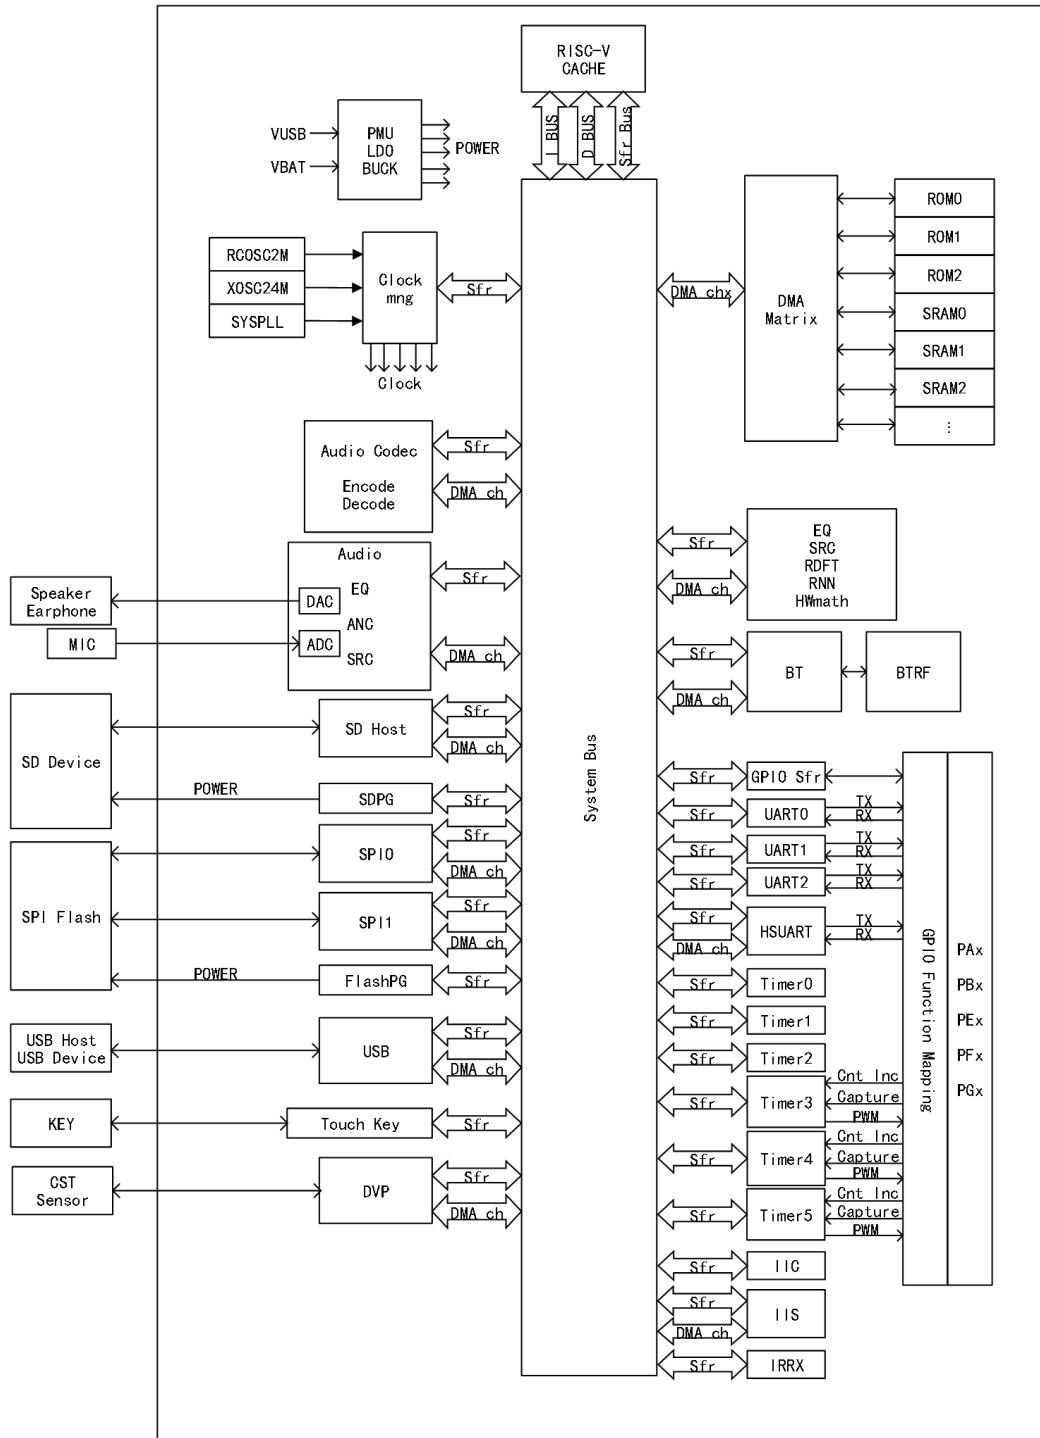 RISC-V
CACHE
I BUS
D BUS
Sfr Bus
VUSB
VBAT
PMU
LDO
BUCK
POWER
RCOSC2M
XOSC24M
SYSPLL
Clock
mng
Sfr
Clock
DMA chx
DMA
Matrix
ROM0
ROM1
ROM2
SRAM0
SRAM1
SRAM2
⋮
Audio Codec
Encode
Decode
Sfr
DMA ch
Audio
EQ
ANC
SRC
DAC
ADC
Sfr
DMA ch
Speaker
Earphone
MIC
SD Device
SD Host
Sfr
DMA ch
POWER
SDPG
Sfr
SPI Flash
SPI0
Sfr
DMA ch
SPI1
Sfr
DMA ch
POWER
FlashPG
Sfr
USB Host
USB Device
USB
Sfr
DMA ch
KEY
Touch Key
Sfr
CST
Sensor
DVP
Sfr
DMA ch
System Bus
Sfr
DMA ch
EQ
SRC
RDFT
RNN
HWmath
Sfr
DMA ch
BT
BTRF
Sfr
GPIO Sfr
Sfr
UART0
TX
RX
Sfr
UART1
TX
RX
Sfr
UART2
TX
RX
Sfr
DMA ch
HSUART
TX
RX
Sfr
Timer0
Sfr
Timer1
Sfr
Timer2
Sfr
Timer3
Cnt Inc
Capture
PWM
Sfr
Timer4
Cnt Inc
Capture
PWM
Sfr
Timer5
Cnt Inc
Capture
PWM
Sfr
IIC
Sfr
DMA ch
IIS
Sfr
IRRX
GPIO Function Mapping
PAx
PBx
PEx
PFx
PGx